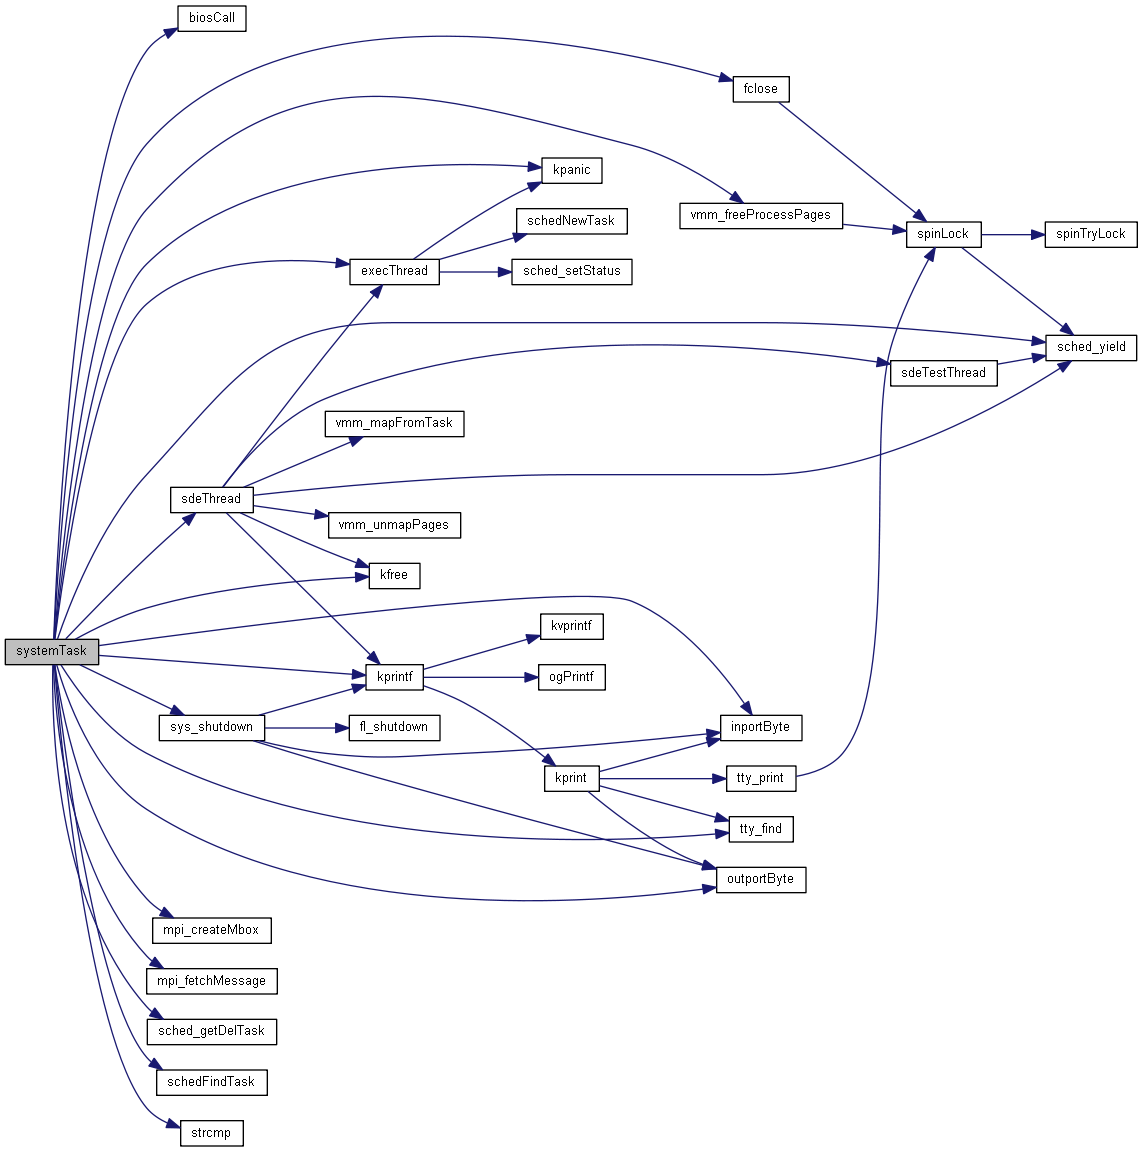 biosCall
fclose
kpanic
schedNewTask
vmm_freeProcessPages
spinLock
spinTryLock
execThread
sched_setStatus
sched_yield
sdeTestThread
vmm_mapFromTask
sdeThread
vmm_unmapPages
kfree
kvprintf
systemTask
kprintf
ogPrintf
sys_shutdown
fl_shutdown
inportByte
kprint
tty_print
tty_find
outportByte
mpi_createMbox
mpi_fetchMessage
sched_getDelTask
schedFindTask
strcmp